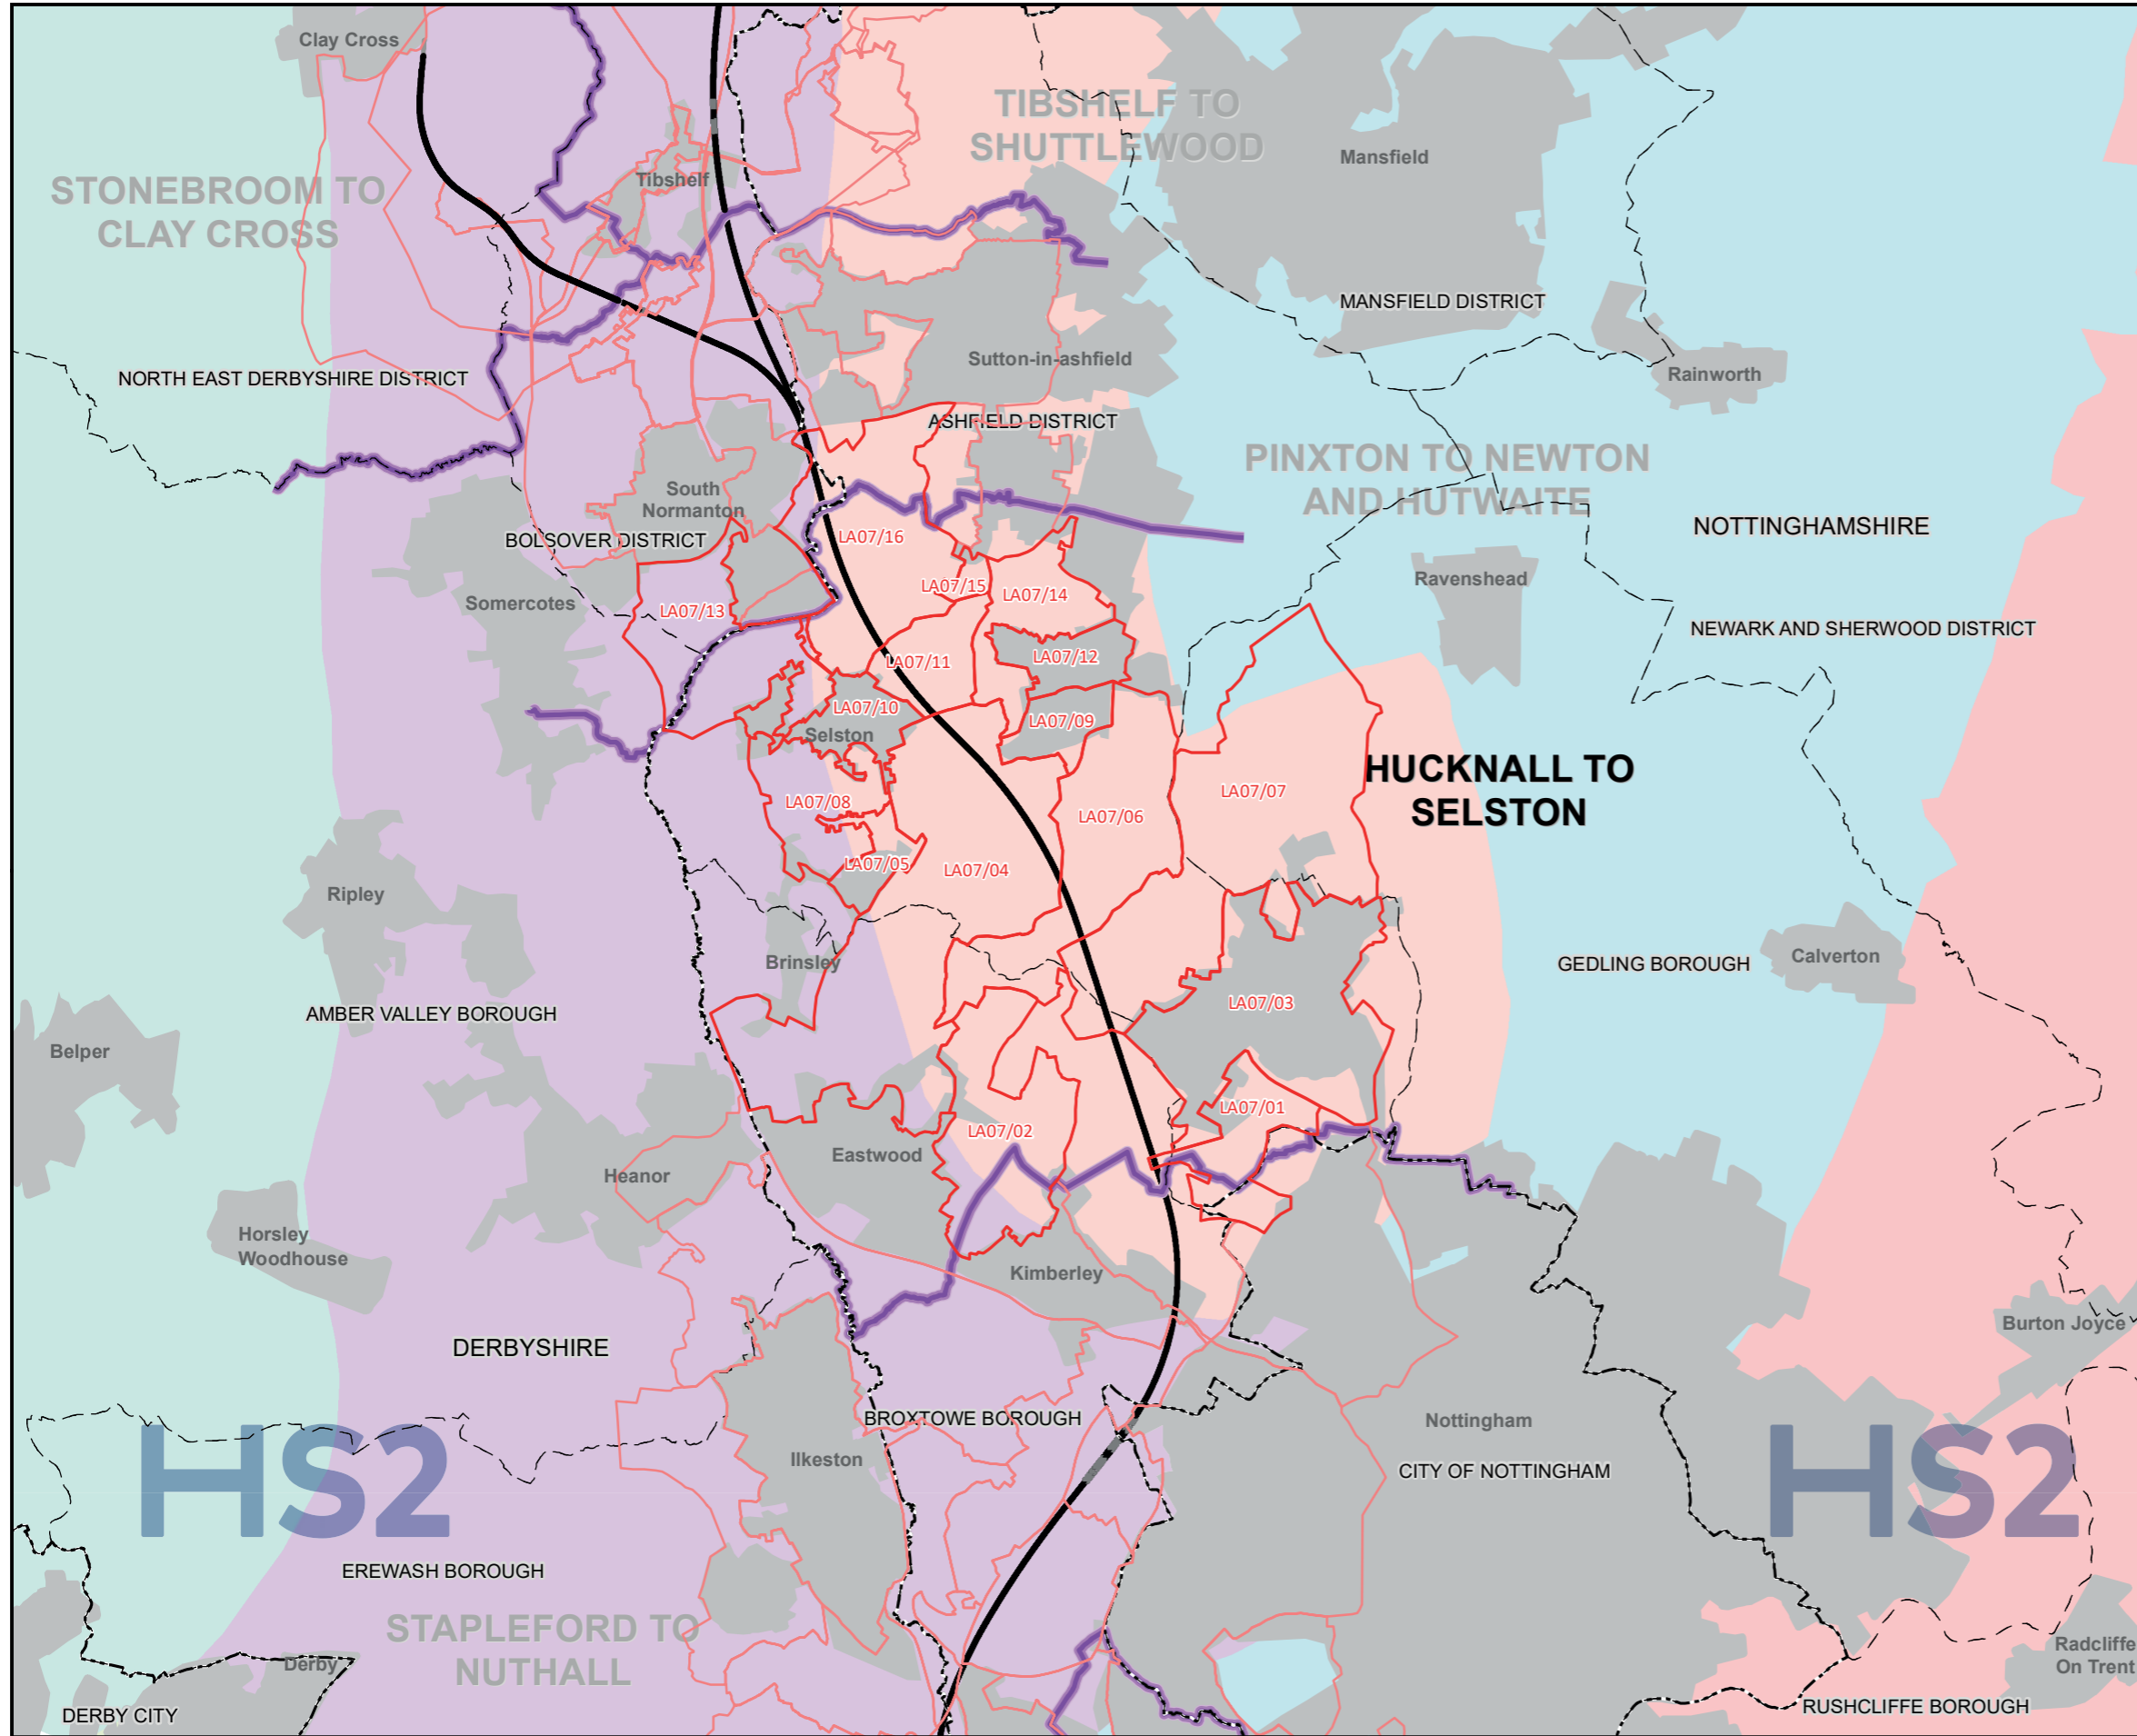 Clay Cross
TIBSHELF TO
SHUTTLEWOOD
Mansfield
STONEBROOM TO
CLAY CROSS
Tibshelf
MANSFIELD DISTRICT
Sutton-in-ashfield
Rainworth
NORTH EAST DERBYSHIRE DISTRICT
ASHFIELD DISTRICT
PINXTON TO NEWTON
AND HUTWAITE
South
Normanton
NOTTINGHAMSHIRE
BOLSOVER DISTRICT
LA07/16
Ravenshead
LA07/15
LA07/14
Somercotes
LA07/13
NEWARK AND SHERWOOD DISTRICT
LA07/11
LA07/12
LA07/10
LA07/09
Selston
HUCKNALL TO
SELSTON
LA07/07
LA07/08
LA07/06
LA07/05
LA07/04
Ripley
Brinsley
GEDLING BOROUGH
Calverton
LA07/03
AMBER VALLEY BOROUGH
Belper
LA07/01
LA07/02
Eastwood
Heanor
Horsley
Woodhouse
Kimberley
Burton Joyce
DERBYSHIRE
BROXTOWE BOROUGH
Nottingham
Ilkeston
CITY OF NOTTINGHAM
HS2
HS2
EREWASH BOROUGH
STAPLEFORD TO
NUTHALL
Derby
Radcliffe
On Trent
DERBY CITY
RUSHCLIFFE BOROUGH